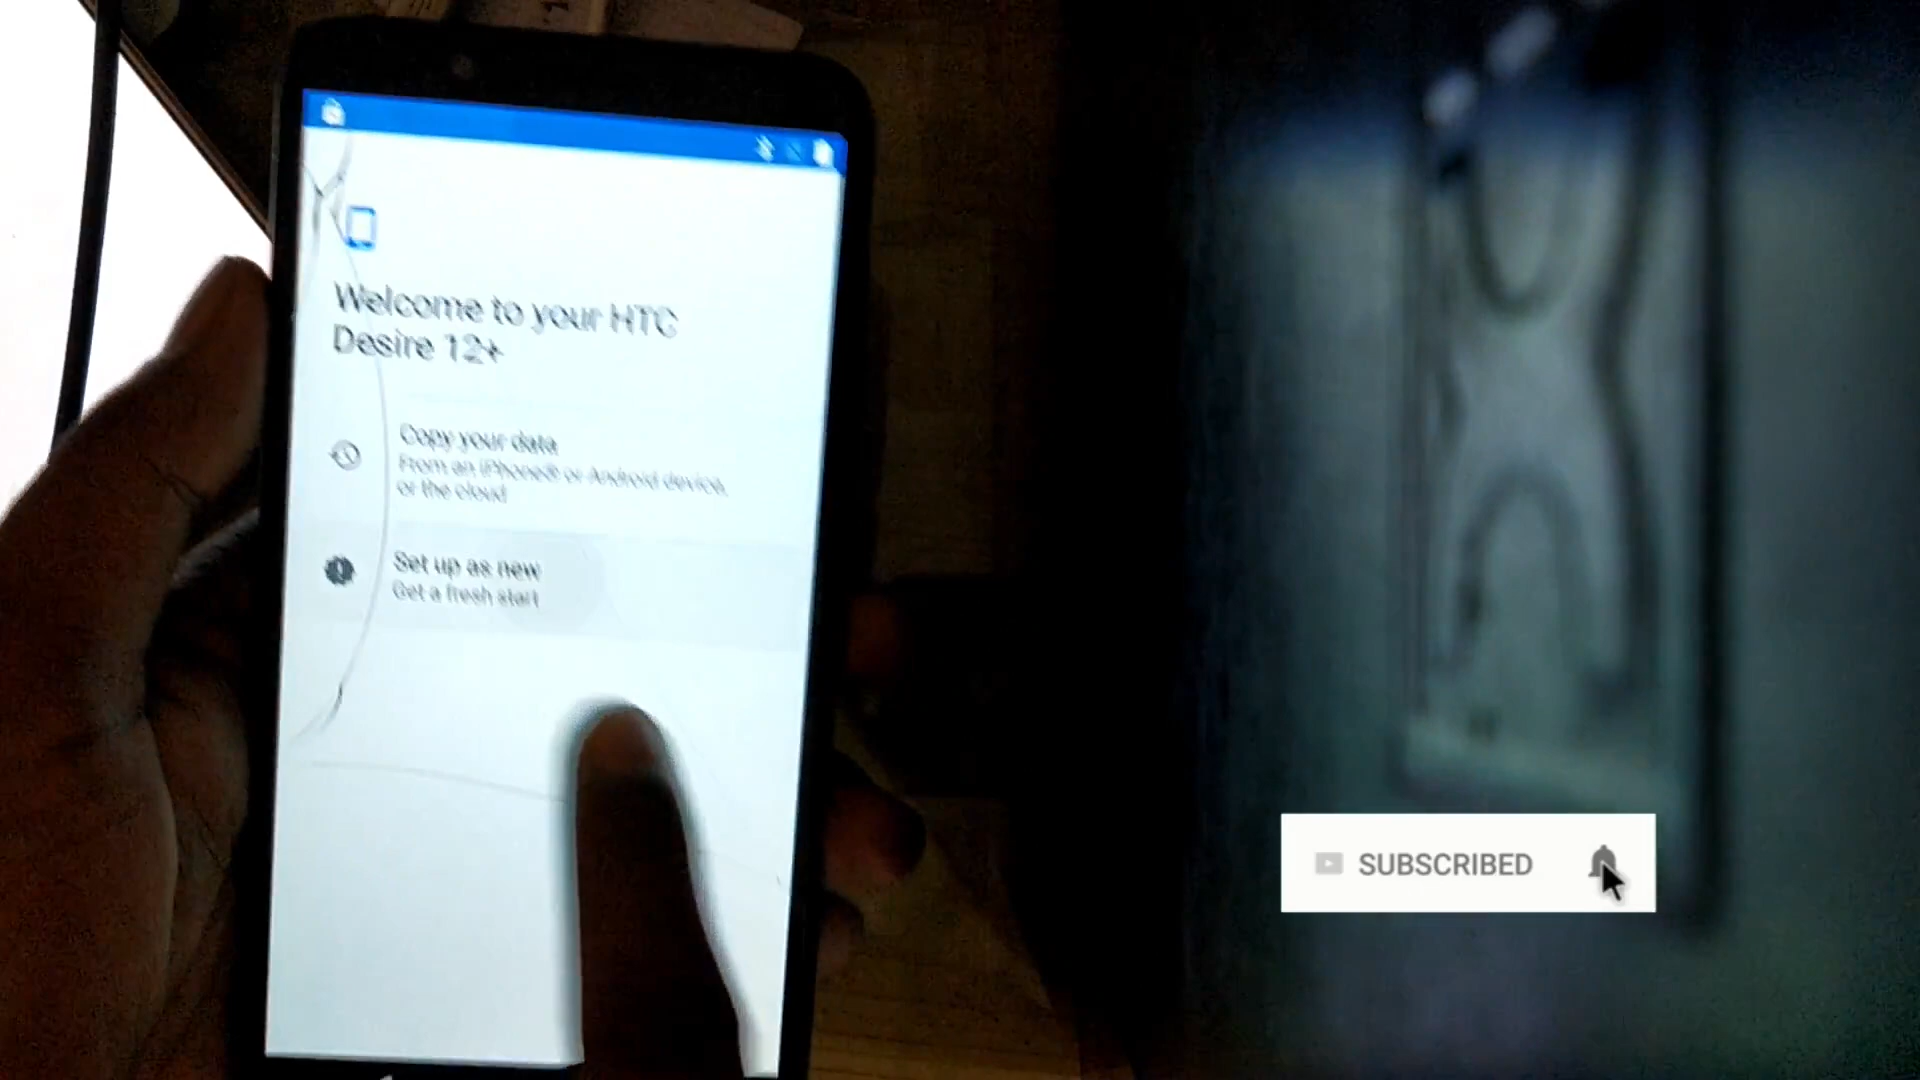 Welcome to your HTC
Desire 12+
Copy your data
From an iPhone® or Android device,
or the cloud
Set up as new
Get a fresh start
SUBSCRIBED